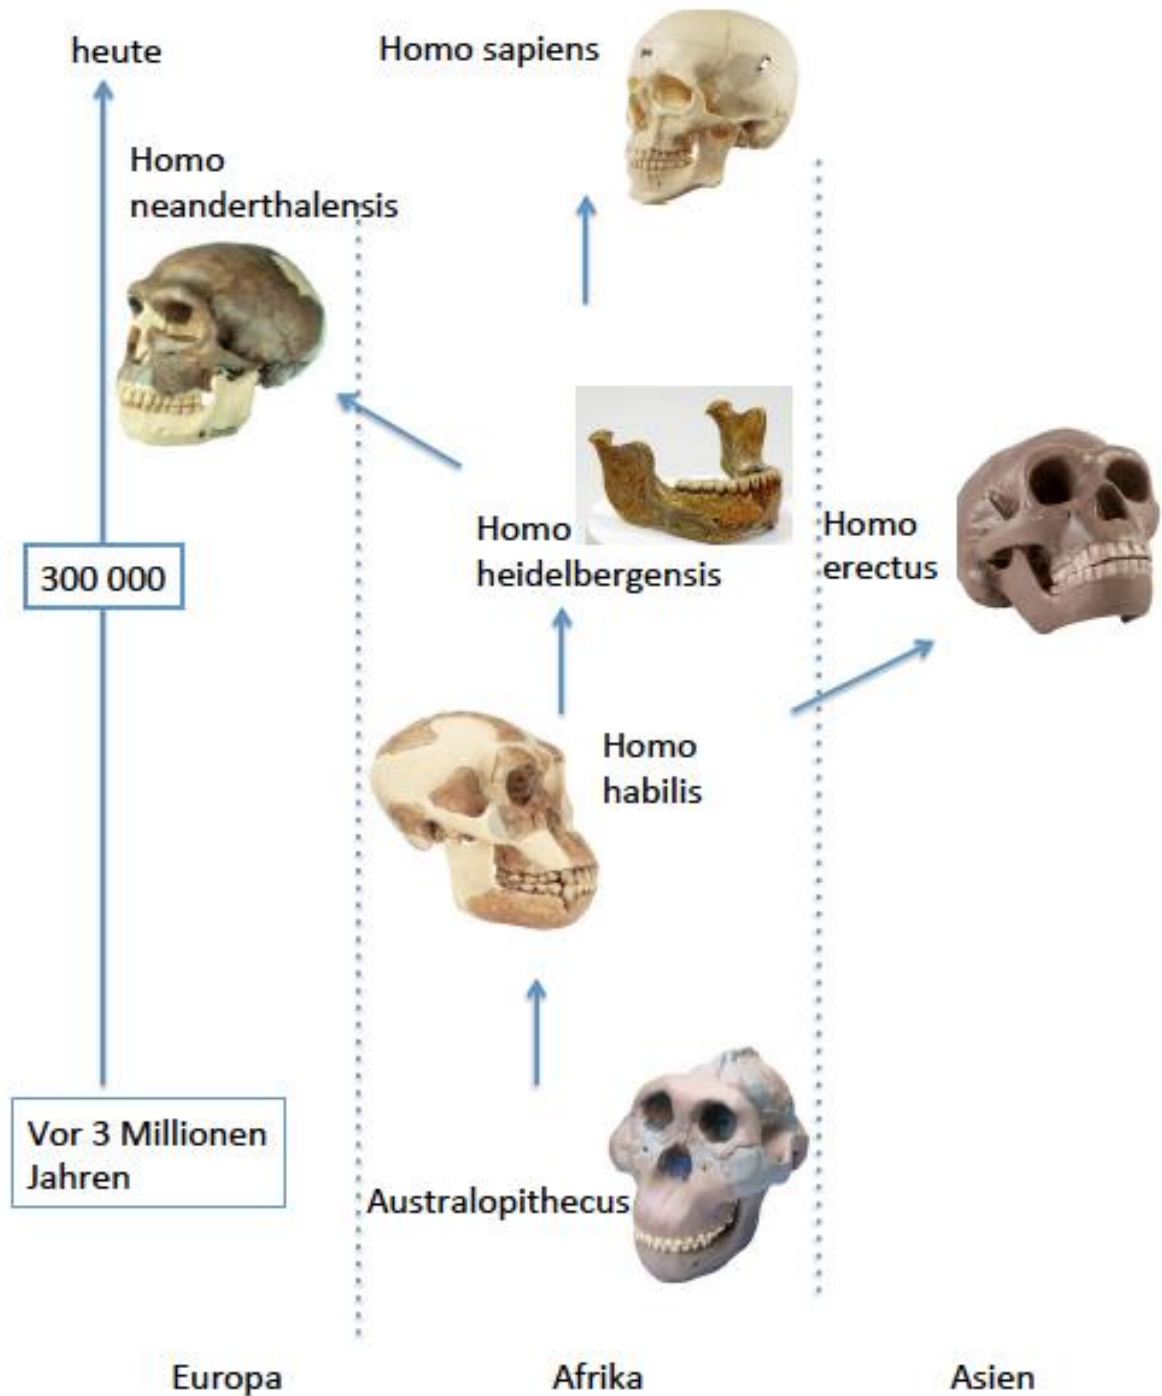 heute
Homo sapiens
Homo
neanderthalensis
Homo
heidelbergensis
Homo
erectus
300 000
Homo
habilis
Vor 3 Millionen
Jahren
Australopithecus
Europa
Afrika
Asien